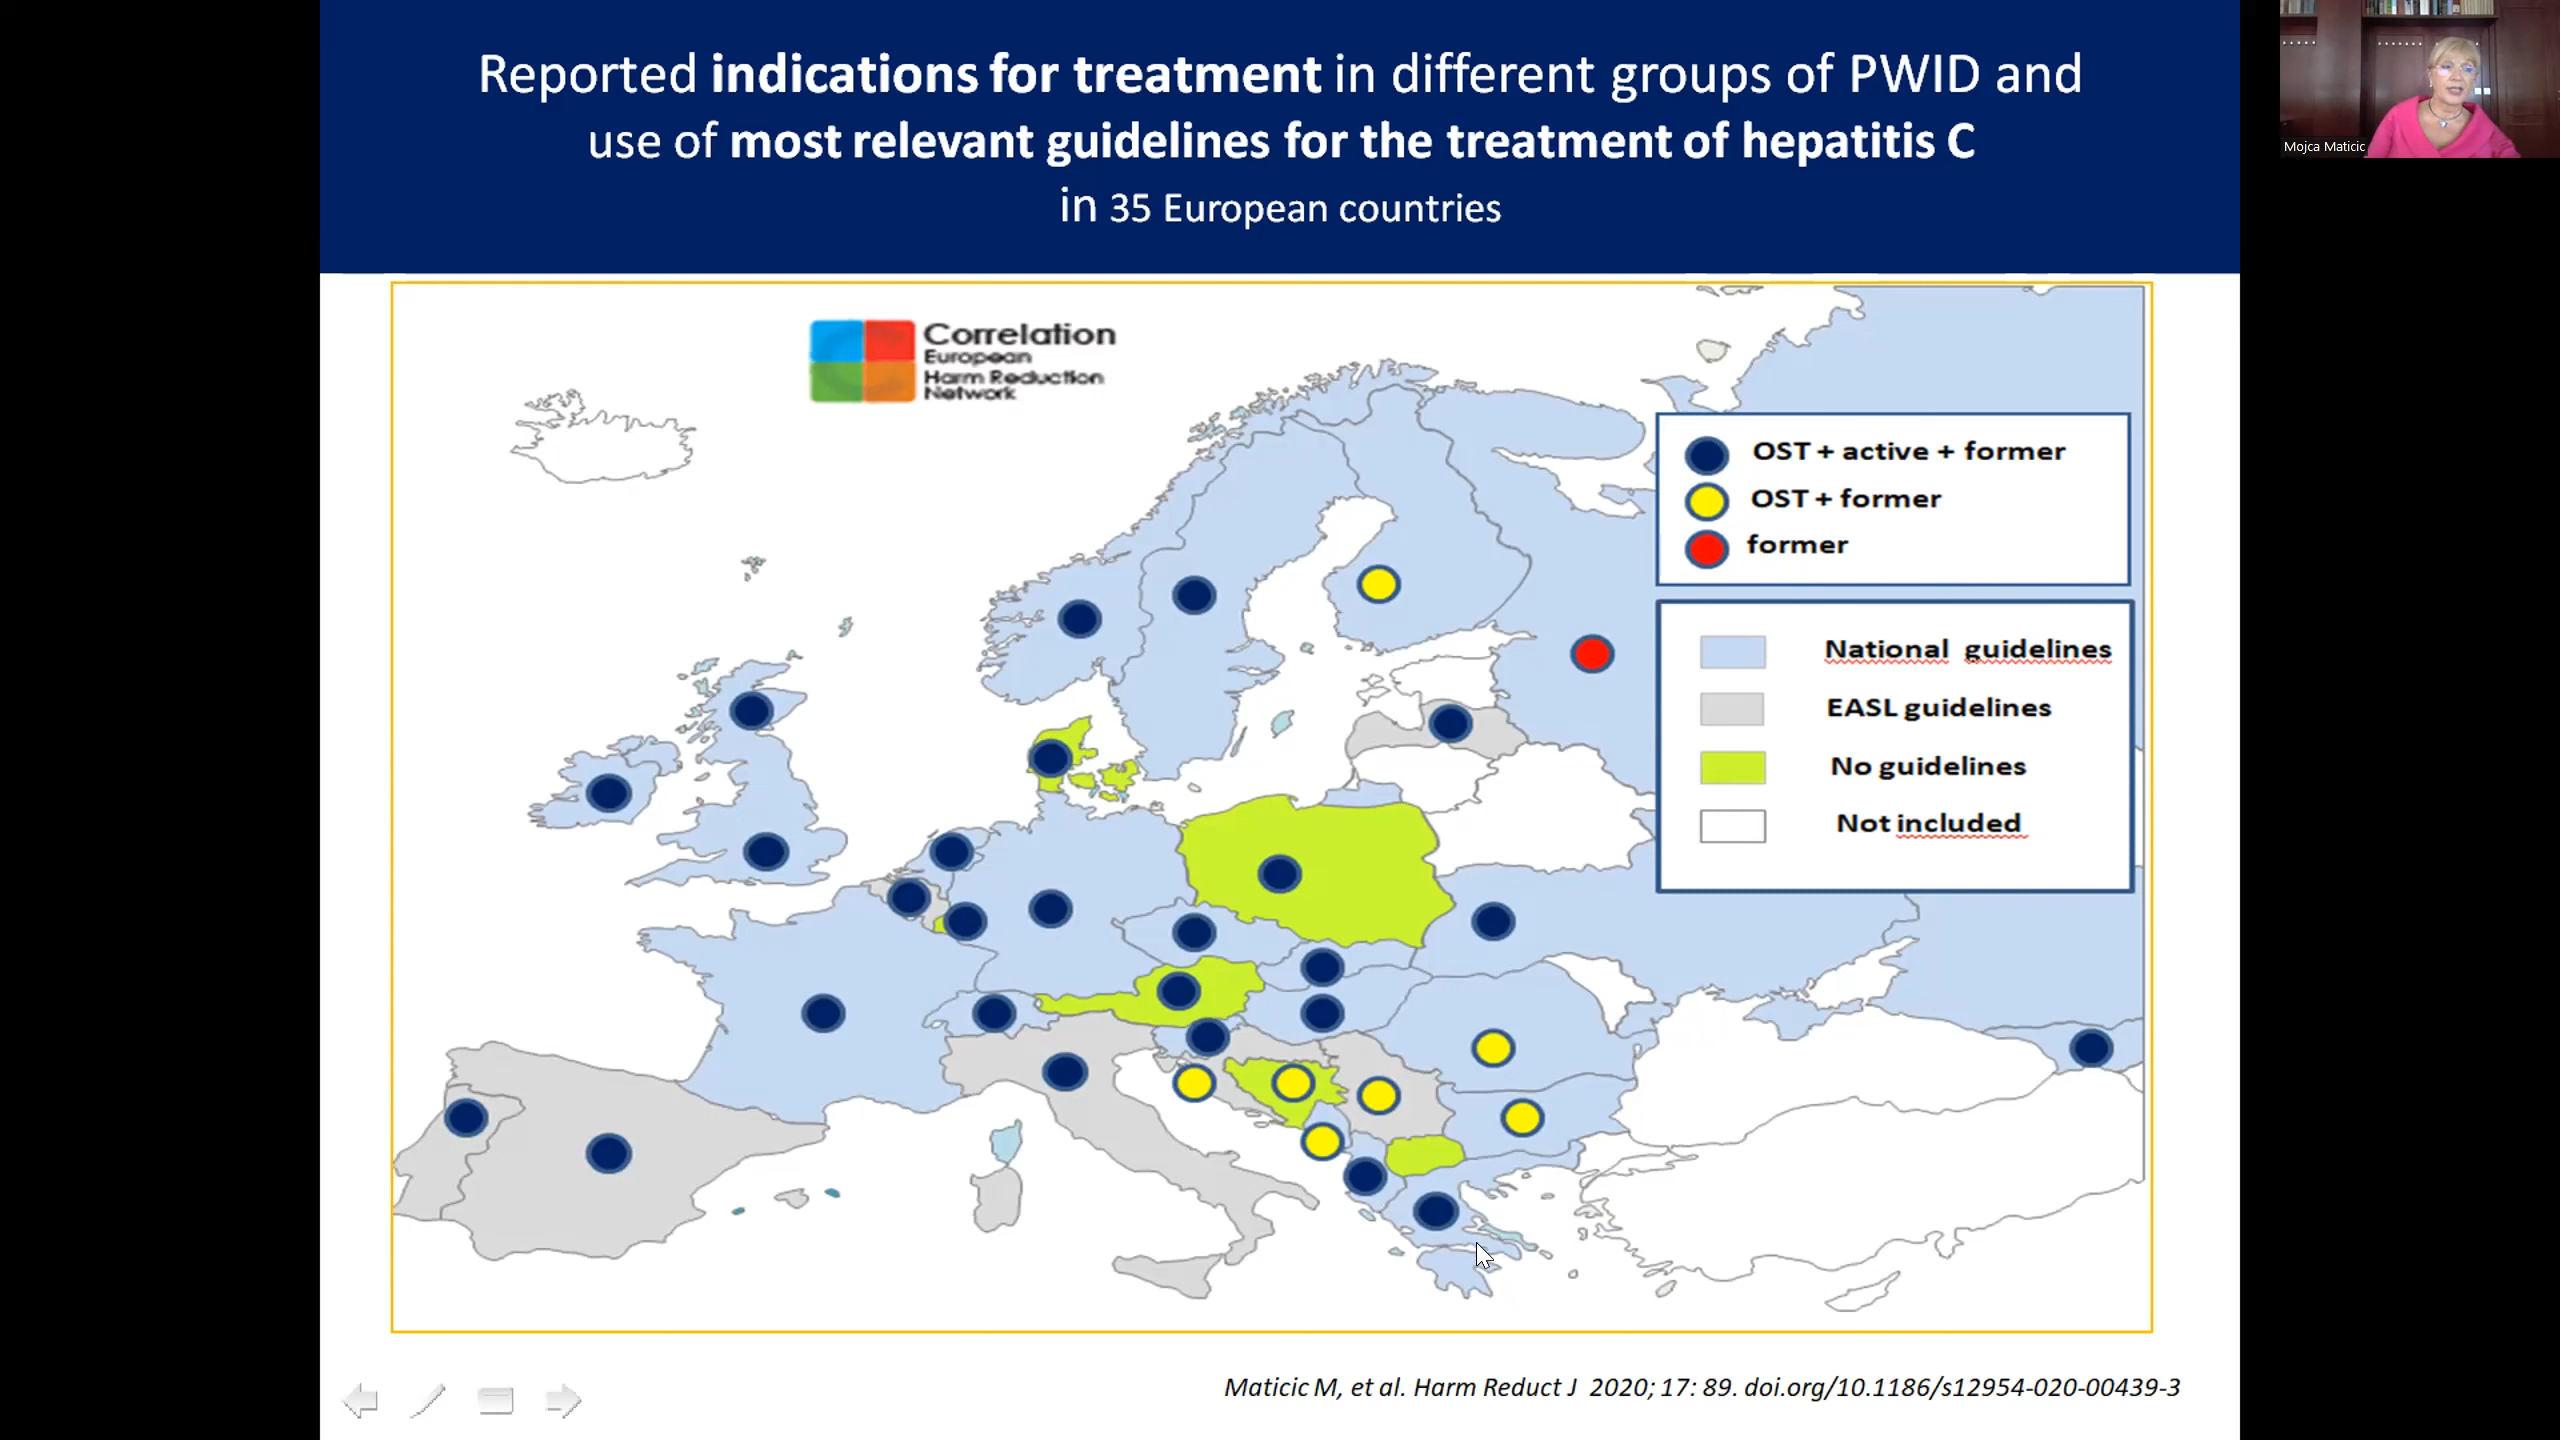 Reported indications for treatment in different groups of PWID and
use of most relevant guidelines for the treatment of hepatitis C
in 35 European countries
Mojca Maticic
Correlation
European
Harm Reduction
Network
OST + active + former
OST + former
former
National guidelines
EASL guidelines
No guidelines
Not included
Maticic M, et al. Harm Reduct J 2020; 17: 89. doi.org/10.1186/s12954-020-00439-3